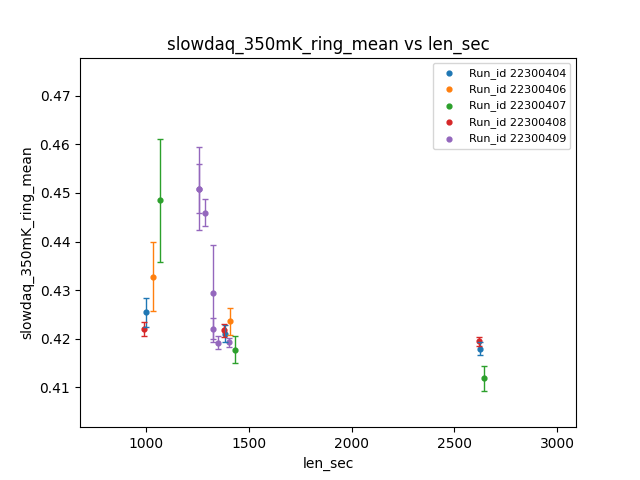 slowdaq_350mK_ring_mean vs len_sec
Run_id 22300404
Run_id 22300406
Run_id 22300407
Run_id 22300408
Run_id 22300409
slowdaq_350mK_ring_mean
0.47
0.46
0.45
0.44
0.43
0.42
0.41
1000 1500 2000 2500 3000
len_sec